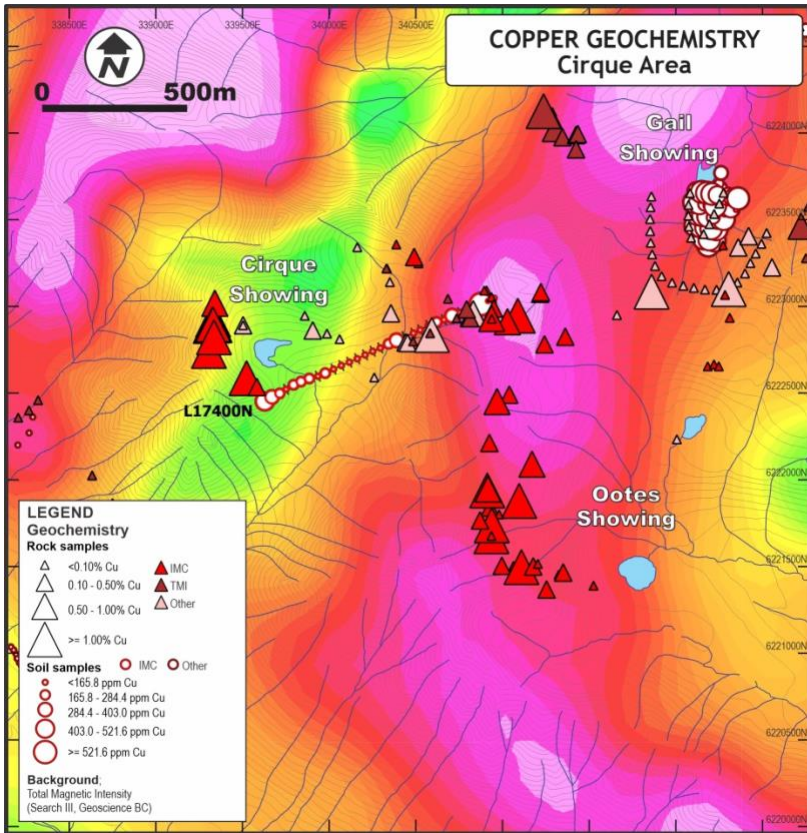 338500E
339000E
339500E
340000E
340500E
COPPER GEOCHEMISTRY
Cirque Area
N
0 500m
6224000N
Gail
Showing
6223500N
Cirque
Showing
6223000N
6222500N
L17400N
6222000N
Ootes
Showing
6221500N
6221000N
6220500N
6220000N
LEGEND
Geochemistry
Rock samples
<0.10% Cu
0.10 - 0.50% Cu
0.50 - 1.00% Cu
>= 1.00% Cu
IMC
TMI
Other
Soil samples IMC Other
<165.8 ppm Cu
165.8 - 284.4 ppm Cu
284.4 - 403.0 ppm Cu
403.0 - 521.6 ppm Cu
>= 521.6 ppm Cu
Background;
Total Magnetic Intensity
(Search III, Geoscience BC)